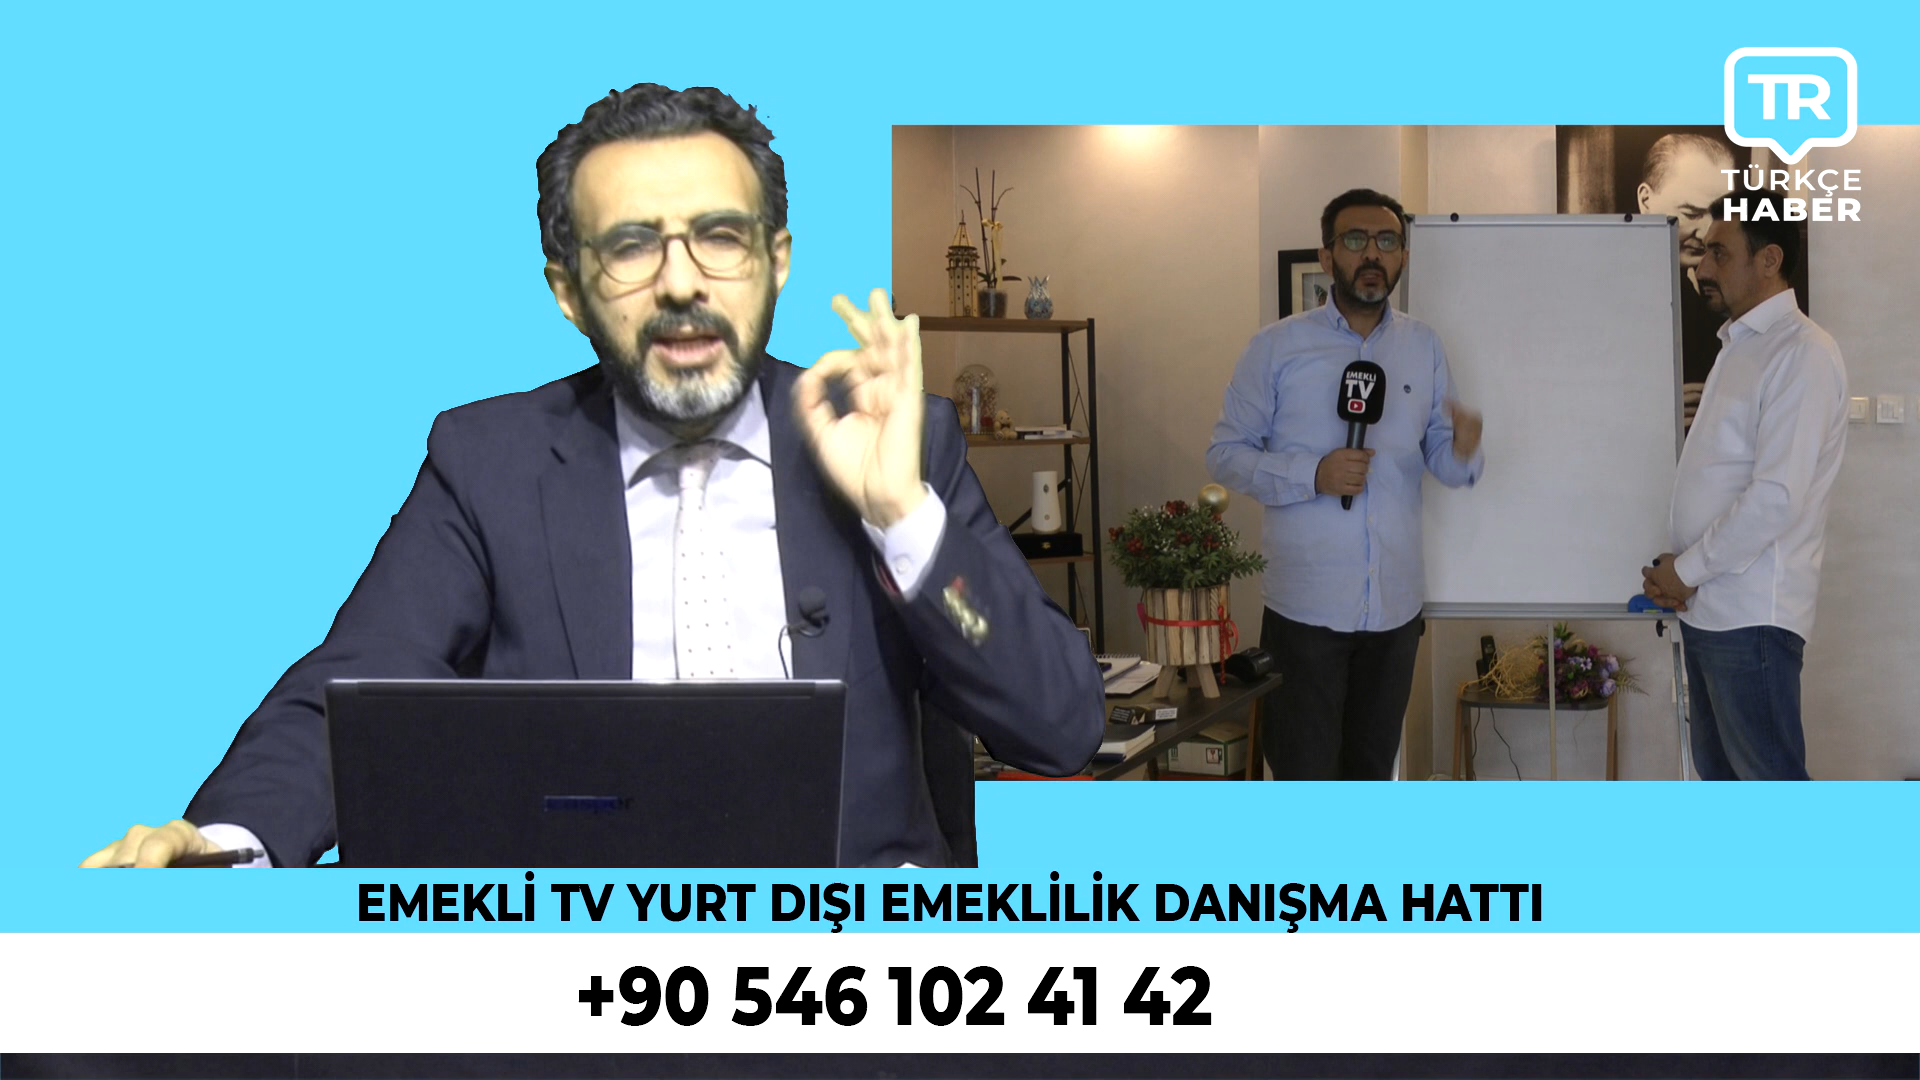 TR
TÜRKÇE
HABER
EMEKLİ
TV
EMEKLİ TV YURT DIŞI EMEKLİLİK DANIŞMA HATTI
+90 546 102 41 42